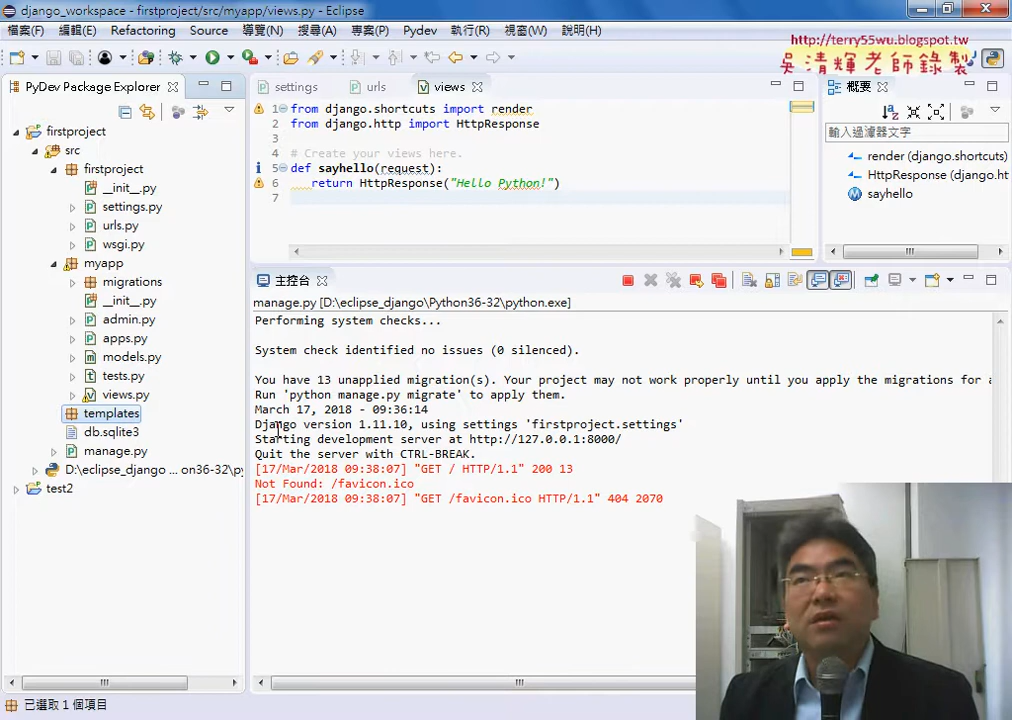 django_workspace - firstproject/src/myapp/views.py - Eclipse
檔案(F) 編輯(E) Refactoring Source 導覽(N) 搜尋(A) 專案(P) Pydev 執行(R) 視窗(W) 說明(H)
http://terry55wu.blogspot.tw
吳清輝老師錄製
PyDev Package Explorer
firstproject
src
firstproject
__init__.py
settings.py
urls.py
wsgi.py
myapp
migrations
__init__.py
admin.py
apps.py
models.py
tests.py
views.py
templates
db.sqlite3
manage.py
D:\eclipse_django ... on36-32\py
test2
settings urls views
1 from django.shortcuts import render
2 from django.http import HttpResponse
3
4 # Create your views here.
5 def sayhello(request):
6 return HttpResponse("Hello Python!")
7
概要
輸入過濾器文字
render (django.shortcuts)
HttpResponse (django.ht
sayhello
主控台
manage.py [D:\eclipse_django\Python36-32\python.exe]
Performing system checks...
System check identified no issues (0 silenced).
You have 13 unapplied migration(s). Your project may not work properly until you apply the migrations for a
Run 'python manage.py migrate' to apply them.
March 17, 2018 - 09:36:14
Django version 1.11.10, using settings 'firstproject.settings'
Starting development server at http://127.0.0.1:8000/
Quit the server with CTRL-BREAK.
[17/Mar/2018 09:38:07] "GET / HTTP/1.1" 200 13
Not Found: /favicon.ico
[17/Mar/2018 09:38:07] "GET /favicon.ico HTTP/1.1" 404 2070
已選取 1 個項目